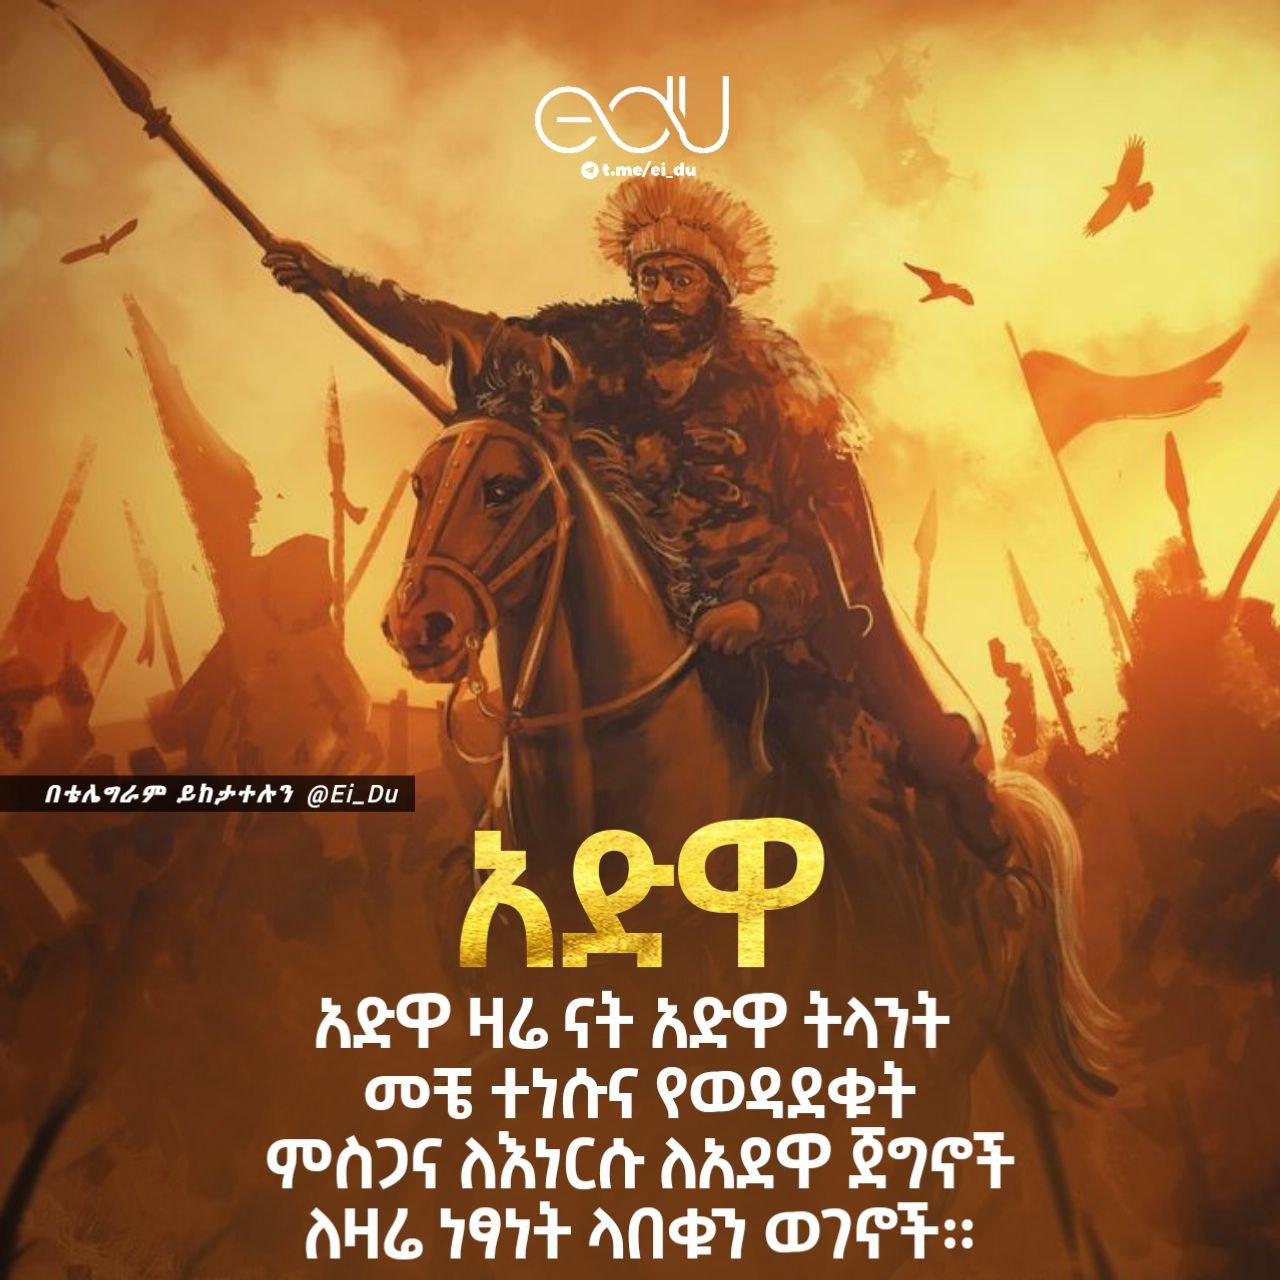 edu
t.me/ei_du
በቴሌግራም ይከታተሉን @Ei_Du
አድዋ
አድዋ ዛሬ ናት አድዋ ትላንት
መቼ ተነሱና የወዳደቁት
ምስጋና ለእነርሱ ለአደዋ ጀግኖች
ለዛሬ ነፃነት ላበቁን ወገኖች።